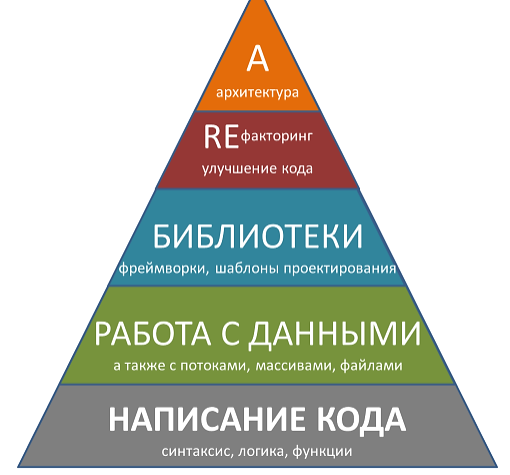 А
архитектура
REфакторинг
улучшение кода
БИБЛИОТЕКИ
фреймворки, шаблоны проектирования
РАБОТА С ДАННЫМИ
а также с потоками, массивами, файлами
НАПИСАНИЕ КОДА
синтаксис, логика, функции